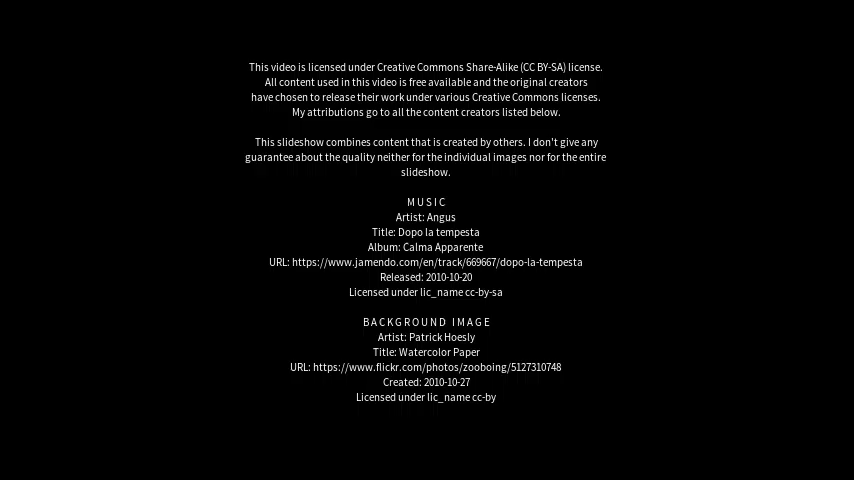 This video is licensed under Creative Commons Share-Alike (CC BY-SA) license.
All content used in this video is free available and the original creators
have chosen to release their work under various Creative Commons licenses.
My attributions go to all the content creators listed below.
This slideshow combines content that is created by others. I don't give any
guarantee about the quality neither for the individual images nor for the entire
slideshow.
MUSIC
Artist: Angus
Title: Dopo la tempesta
Album: Calma Apparente
URL: https://www.jamendo.com/en/track/669667/dopo-la-tempesta
Released: 2010-10-20
Licensed under lic_name cc-by-sa
BACKGROUND IMAGE
Artist: Patrick Hoesly
Title: Watercolor Paper
URL: https://www.flickr.com/photos/zooboing/5127310748
Created: 2010-10-27
Licensed under lic_name cc-by